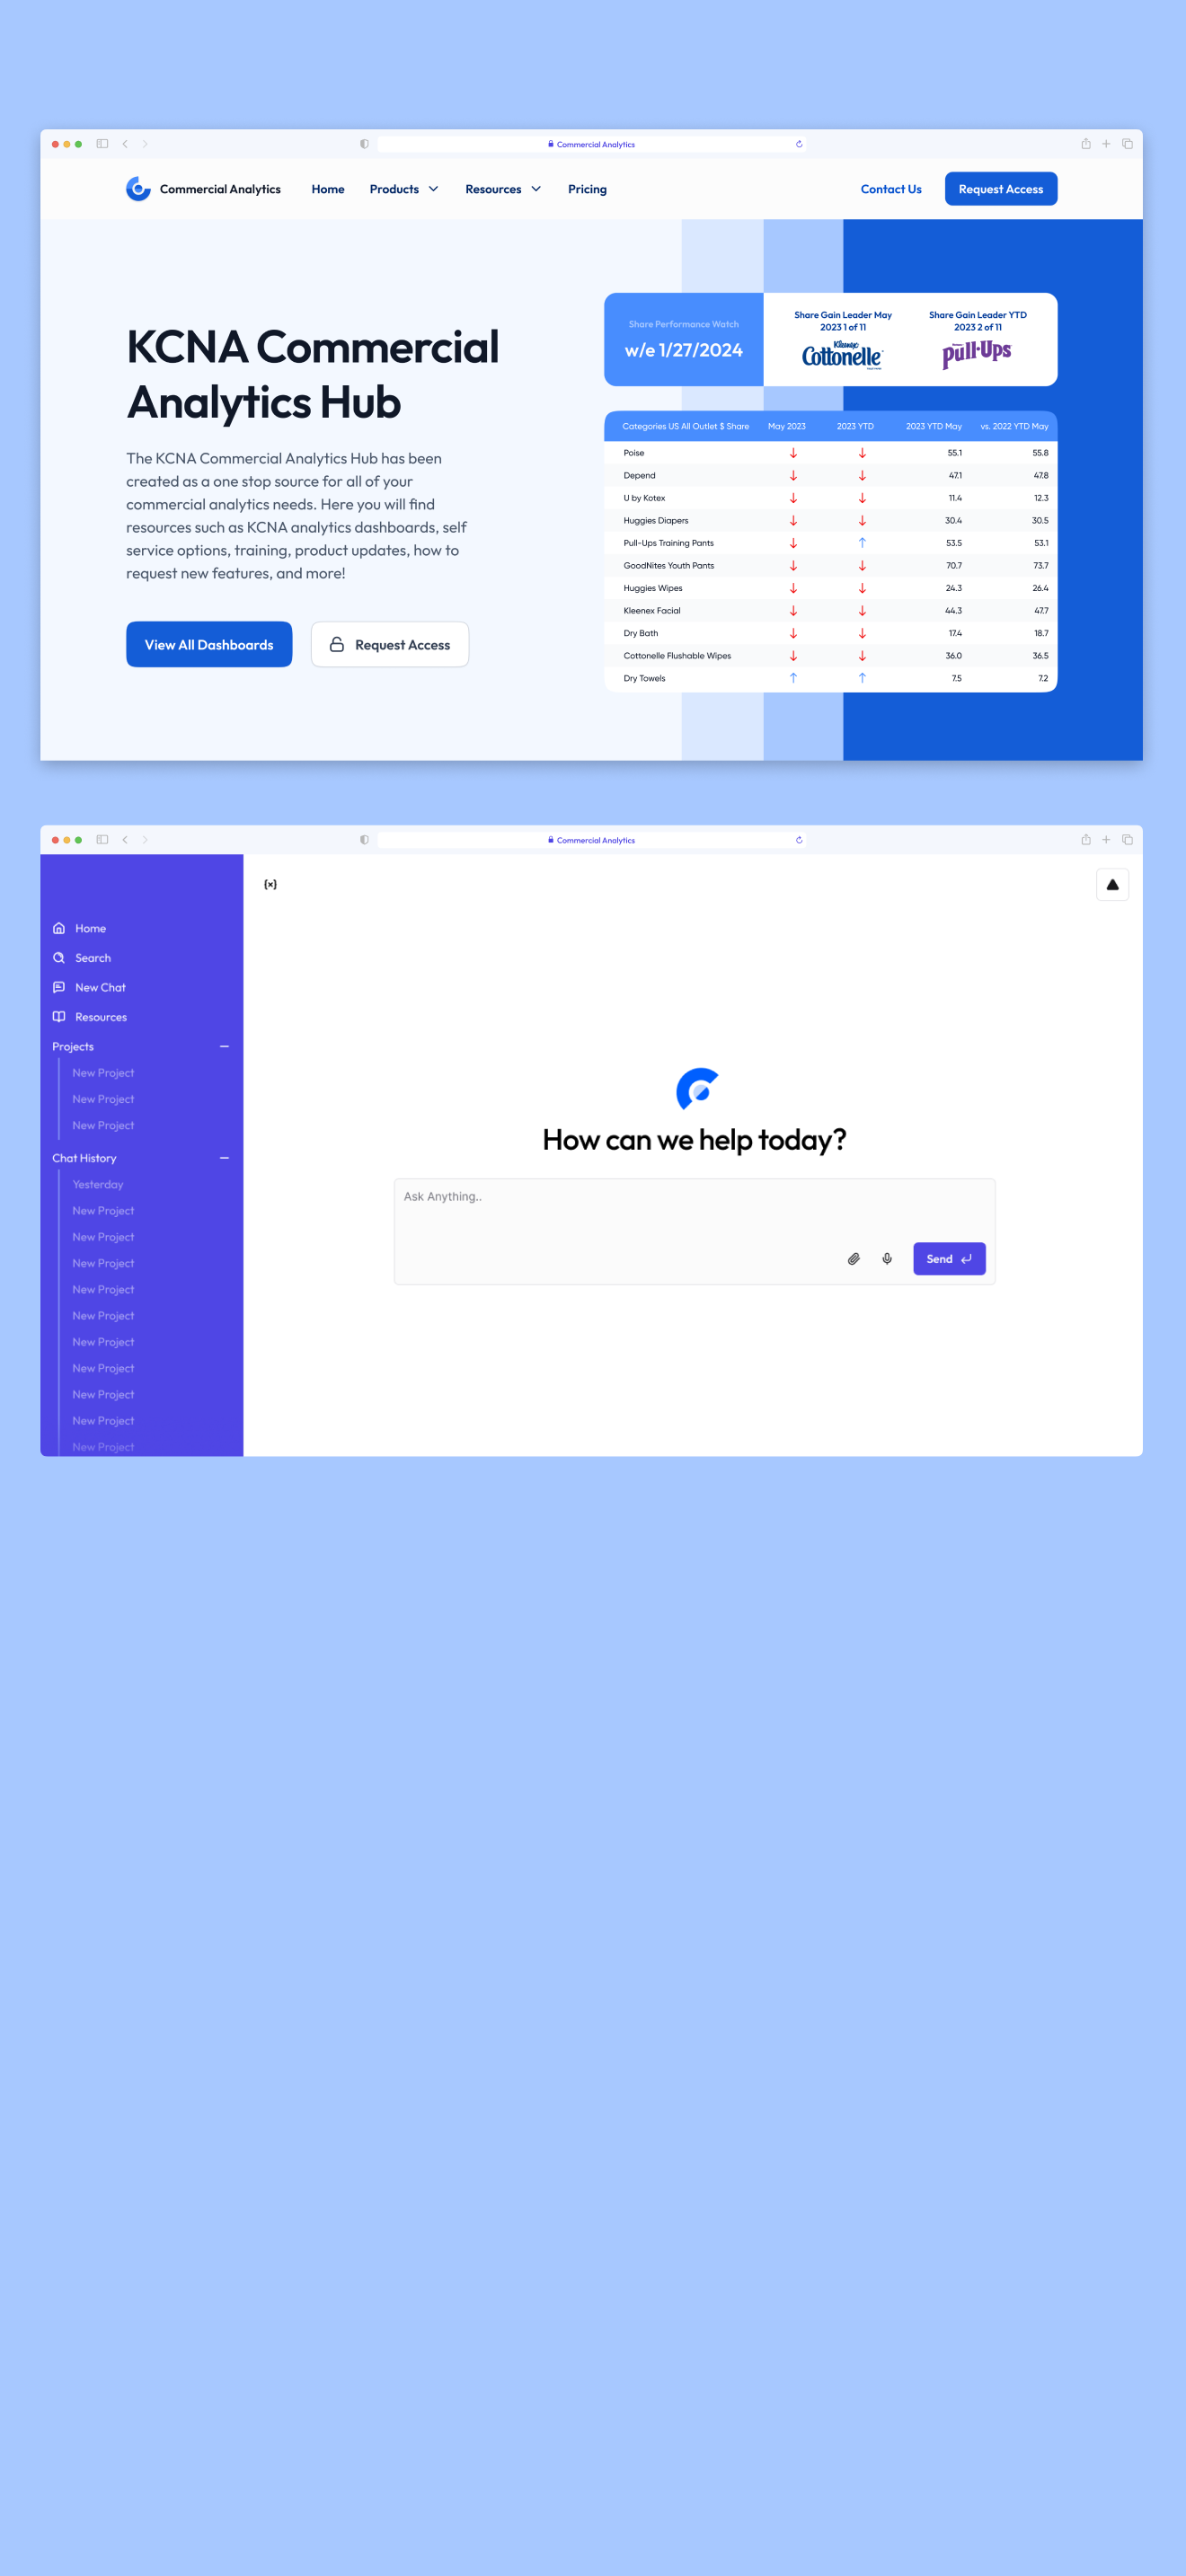 Commercial Analytics
Commercial Analytics Home Products Resources Pricing Contact Us Request Access
KCNA Commercial
Analytics Hub
The KCNA Commercial Analytics Hub has been
created as a one stop source for all of your
commercial analytics needs. Here you will find
resources such as KCNA analytics dashboards, self
service options, training, product updates, how to
request new features, and more!
View All Dashboards Request Access
Share Performance Watch
w/e 1/27/2024
Share Gain Leader May
2023 1 of 11
Kleenex
Cottonelle
Share Gain Leader YTD
2023 2 of 11
Pull-Ups
Categories US All Outlet $ Share May 2023 2023 YTD 2023 YTD May vs. 2022 YTD May
Poise ↓ ↓ 55.1 55.8
Depend ↓ ↓ 47.1 47.8
U by Kotex ↓ ↓ 11.4 12.3
Huggies Diapers ↓ ↓ 30.4 30.5
Pull-Ups Training Pants ↓ ↑ 53.5 53.1
GoodNites Youth Pants ↓ ↓ 70.7 73.7
Huggies Wipes ↓ ↓ 24.3 26.4
Kleenex Facial ↓ ↓ 44.3 47.7
Dry Bath ↓ ↓ 17.4 18.7
Cottonelle Flushable Wipes ↓ ↓ 36.0 36.5
Dry Towels ↑ ↑ 7.5 7.2
Commercial Analytics
Home
Search
New Chat
Resources
Projects
New Project
New Project
New Project
Chat History
Yesterday
New Project
New Project
New Project
New Project
New Project
New Project
New Project
New Project
New Project
New Project
How can we help today?
Ask Anything..
Send